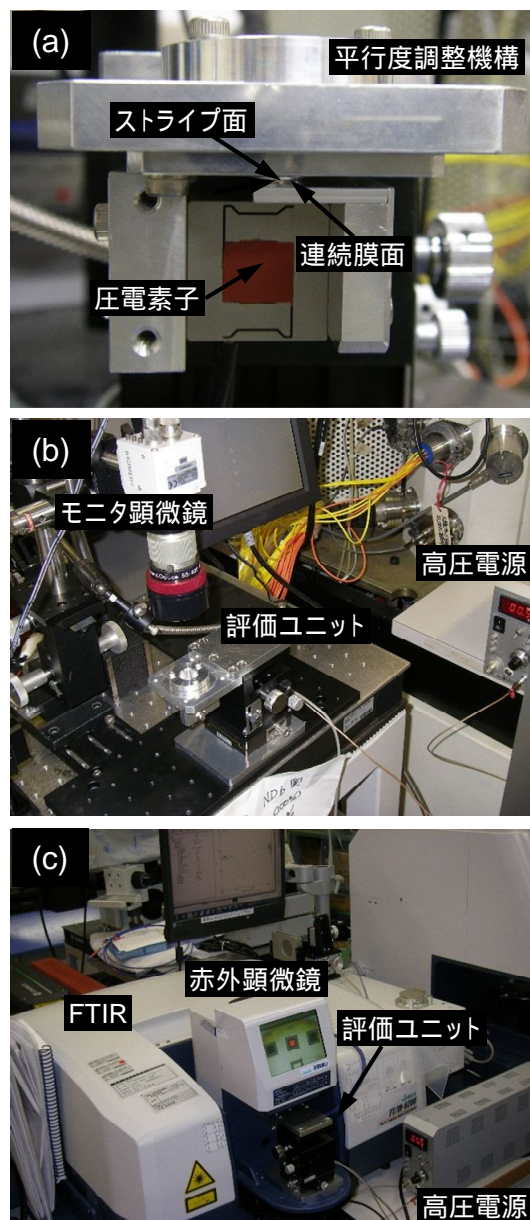 (a)
平行度調整機構
ストライプ面
連続膜面
圧電素子
(b)
モニタ顕微鏡
高圧電源
評価ユニット
(c)
赤外顕微鏡
FTIR
評価ユニット
高圧電源